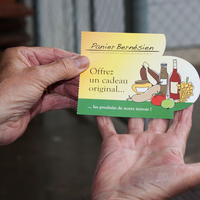 Panier Bernésien
Offrez
un cadeau
original...
... les produits de notre terroir !